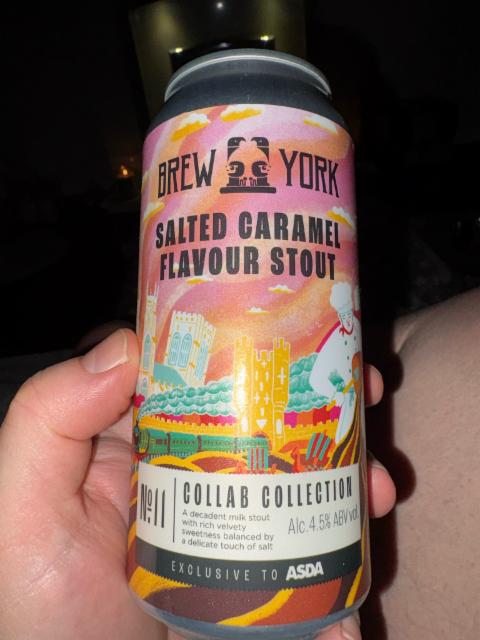 BREW YORK
SALTED CARAMEL
FLAVOUR STOUT
Nº11
COLLAB COLLECTION
A decadent milk stout
with rich velvety
sweetness balanced by
a delicate touch of salt
Alc.4.5% ABV vol.
EXCLUSIVE TO ASDA